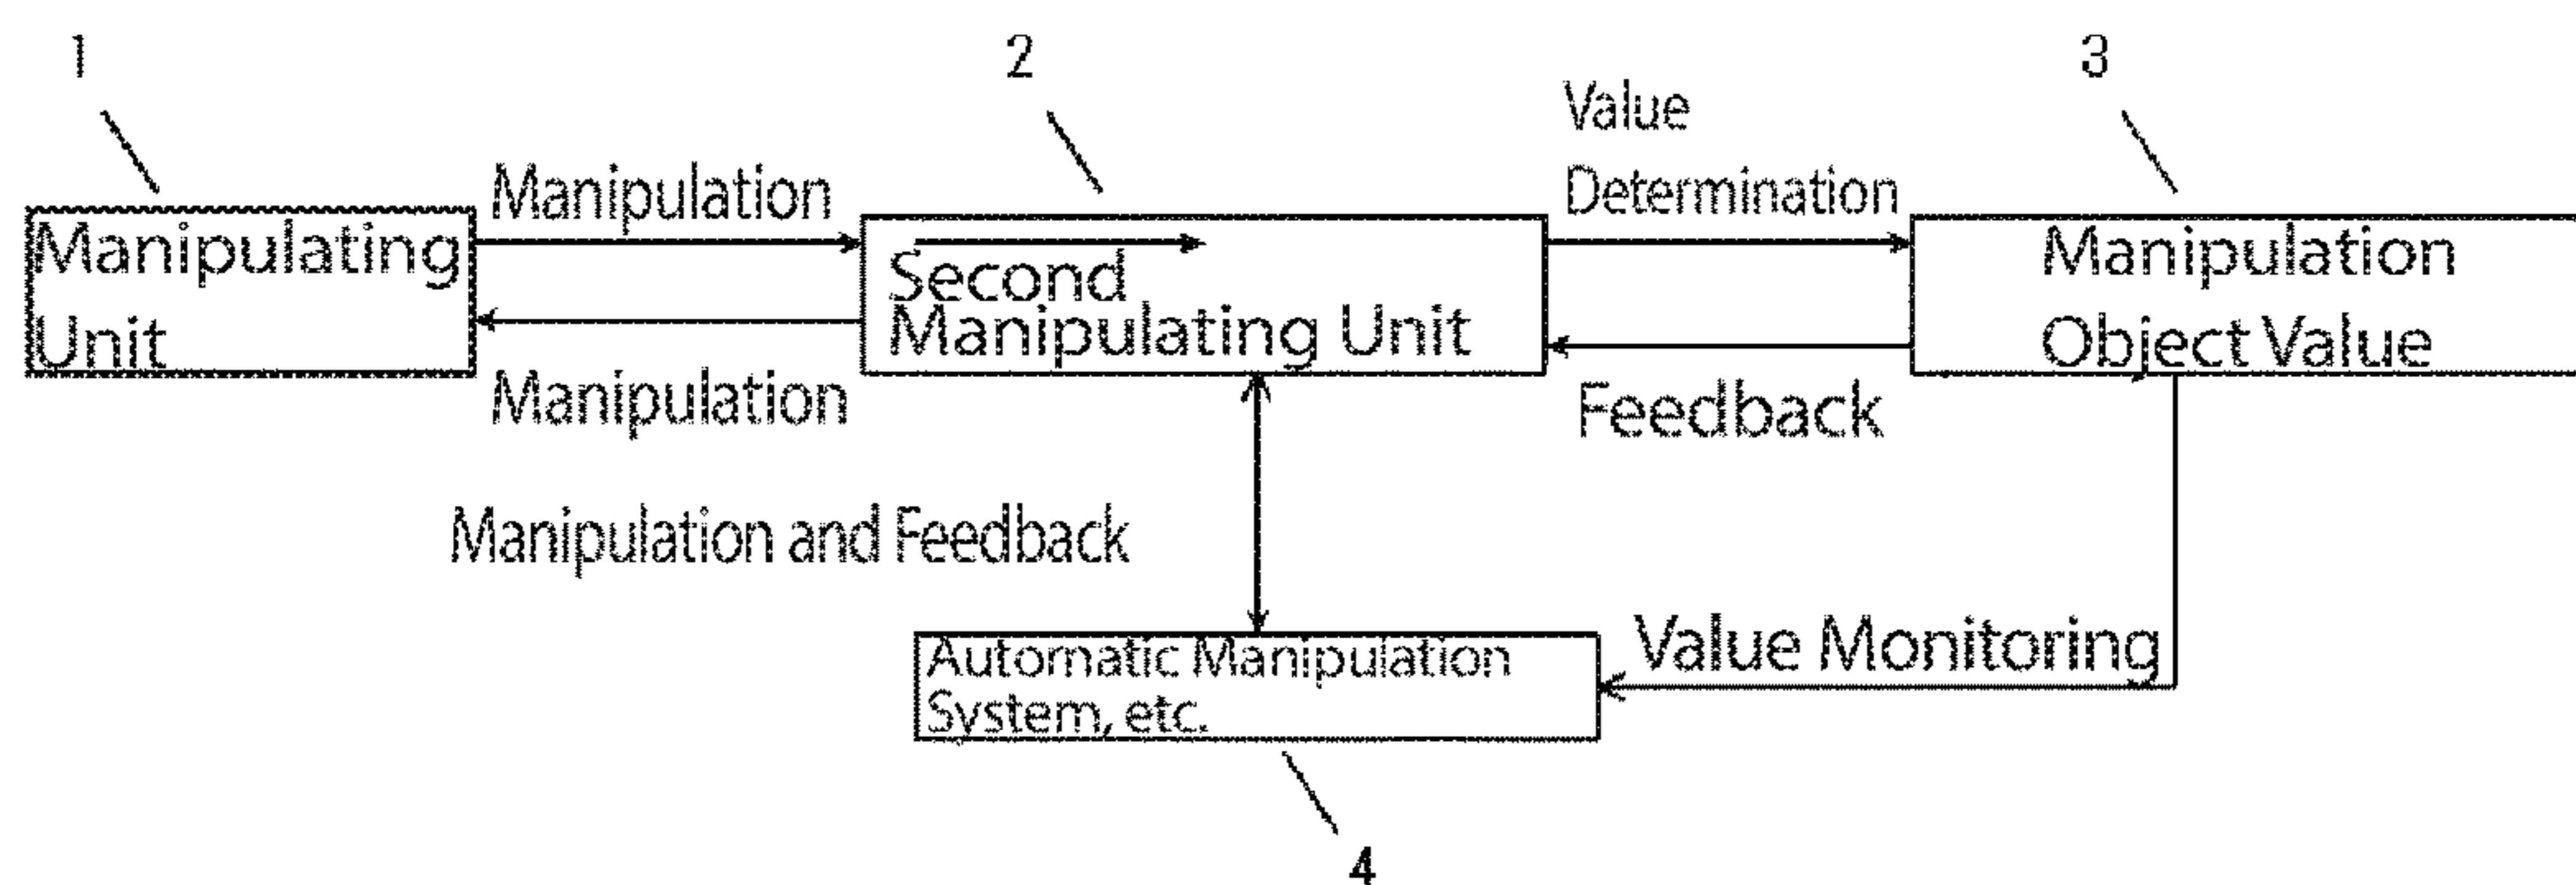 1
2
3
Value
Determination
Manipulation
Manipulating
Unit
Second
Manipulating Unit
Manipulation
Object Value
Manipulation
Feedback
Manipulation and Feedback
Value Monitoring
Automatic Manipulation
System, etc.
4